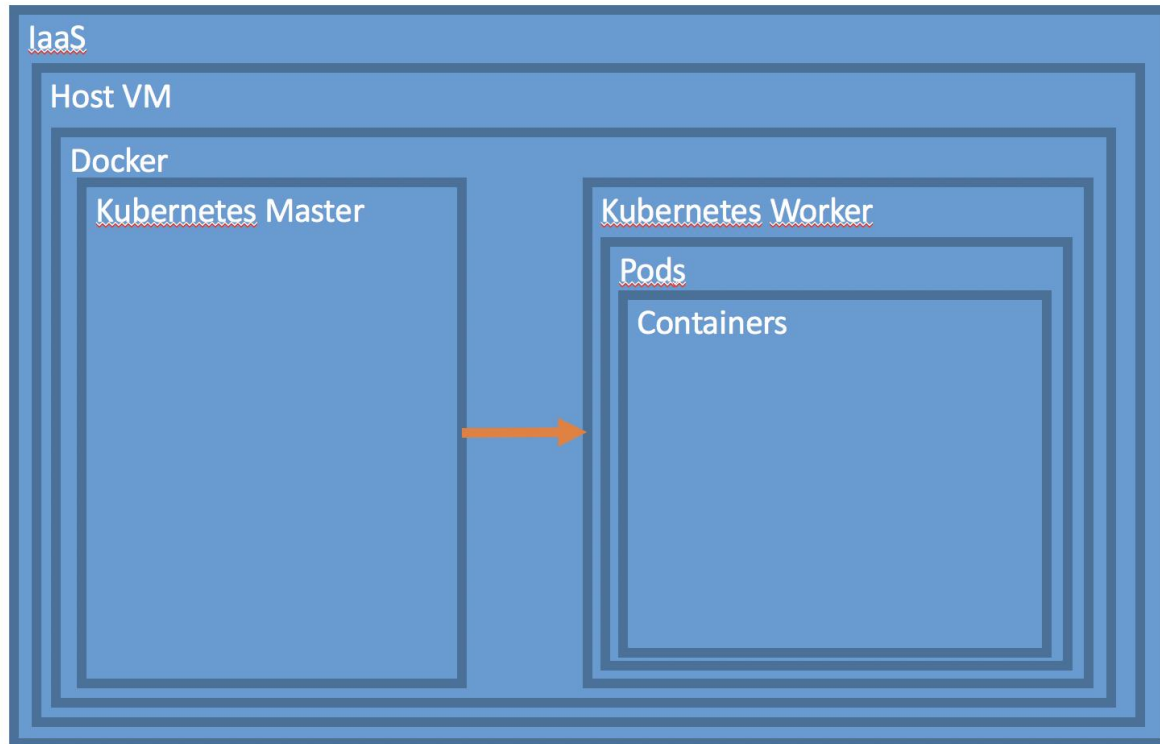 IaaS
Host VM
Docker
Kubernetes Master
Kubernetes Worker
Pods
Containers